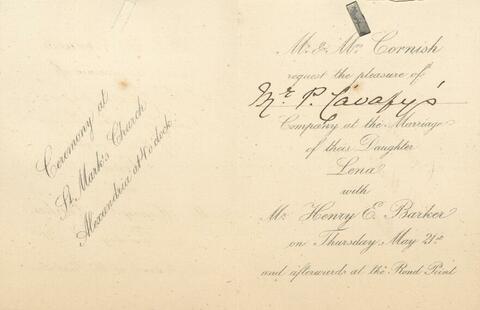 Ceremony at
St. Mark's Church
Alexandria at 4 o'clock.
Mr. & Mrs. Cornish
request the pleasure of
Mr. P. Cavafy's
Company at the Marriage
of their Daughter
Lena
with
Mr. Henry E. Barker
on Thursday May 21st
and afterwards at the Rond Point